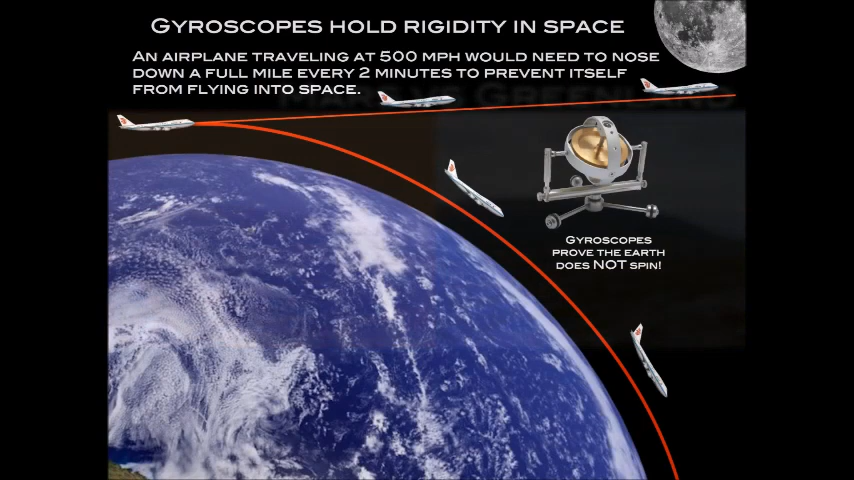 Gyroscopes hold rigidity in space
An airplane traveling at 500 mph would need to nose
down a full mile every 2 minutes to prevent itself
from flying into space.
Gyroscopes
prove the earth
does NOT spin!